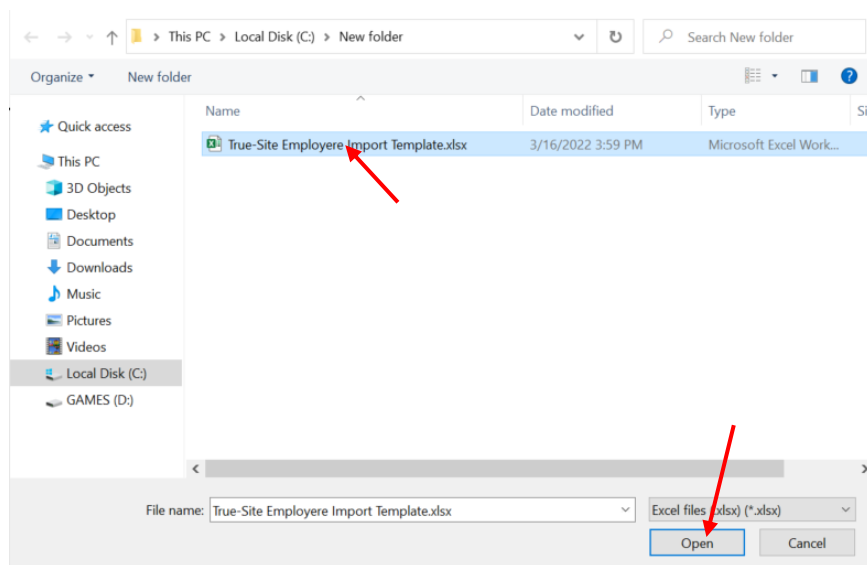 This PC > Local Disk (C:) > New folder
Search New folder
Organize
New folder
Name
Date modified
Type
Si
Quick access
True-Site Employere Import Template.xlsx
3/16/2022 3:59 PM
Microsoft Excel Work...
This PC
3D Objects
Desktop
Documents
Downloads
Music
Pictures
Videos
Local Disk (C:)
GAMES (D:)
File name:
True-Site Employere Import Template.xlsx
Excel files (.xlsx) (*.xlsx)
Open
Cancel